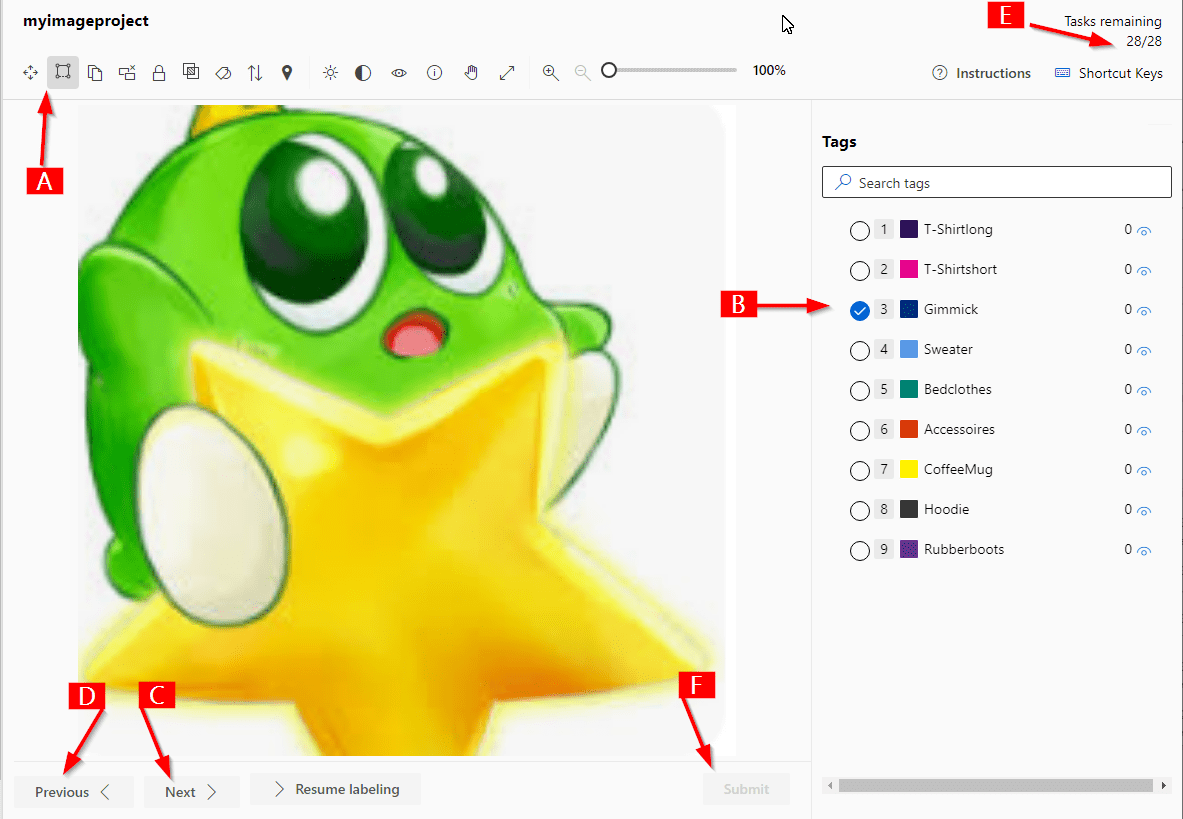 myimageproject
E
Tasks remaining
28/28
100%
Instructions
Shortcut Keys
A
Tags
Search tags
1 T-Shirtlong 0
2 T-Shirtshort 0
B
3 Gimmick 0
4 Sweater 0
5 Bedclothes 0
6 Accessoires 0
7 CoffeeMug 0
8 Hoodie 0
9 Rubberboots 0
D
C
F
Previous
Next
Resume labeling
Submit